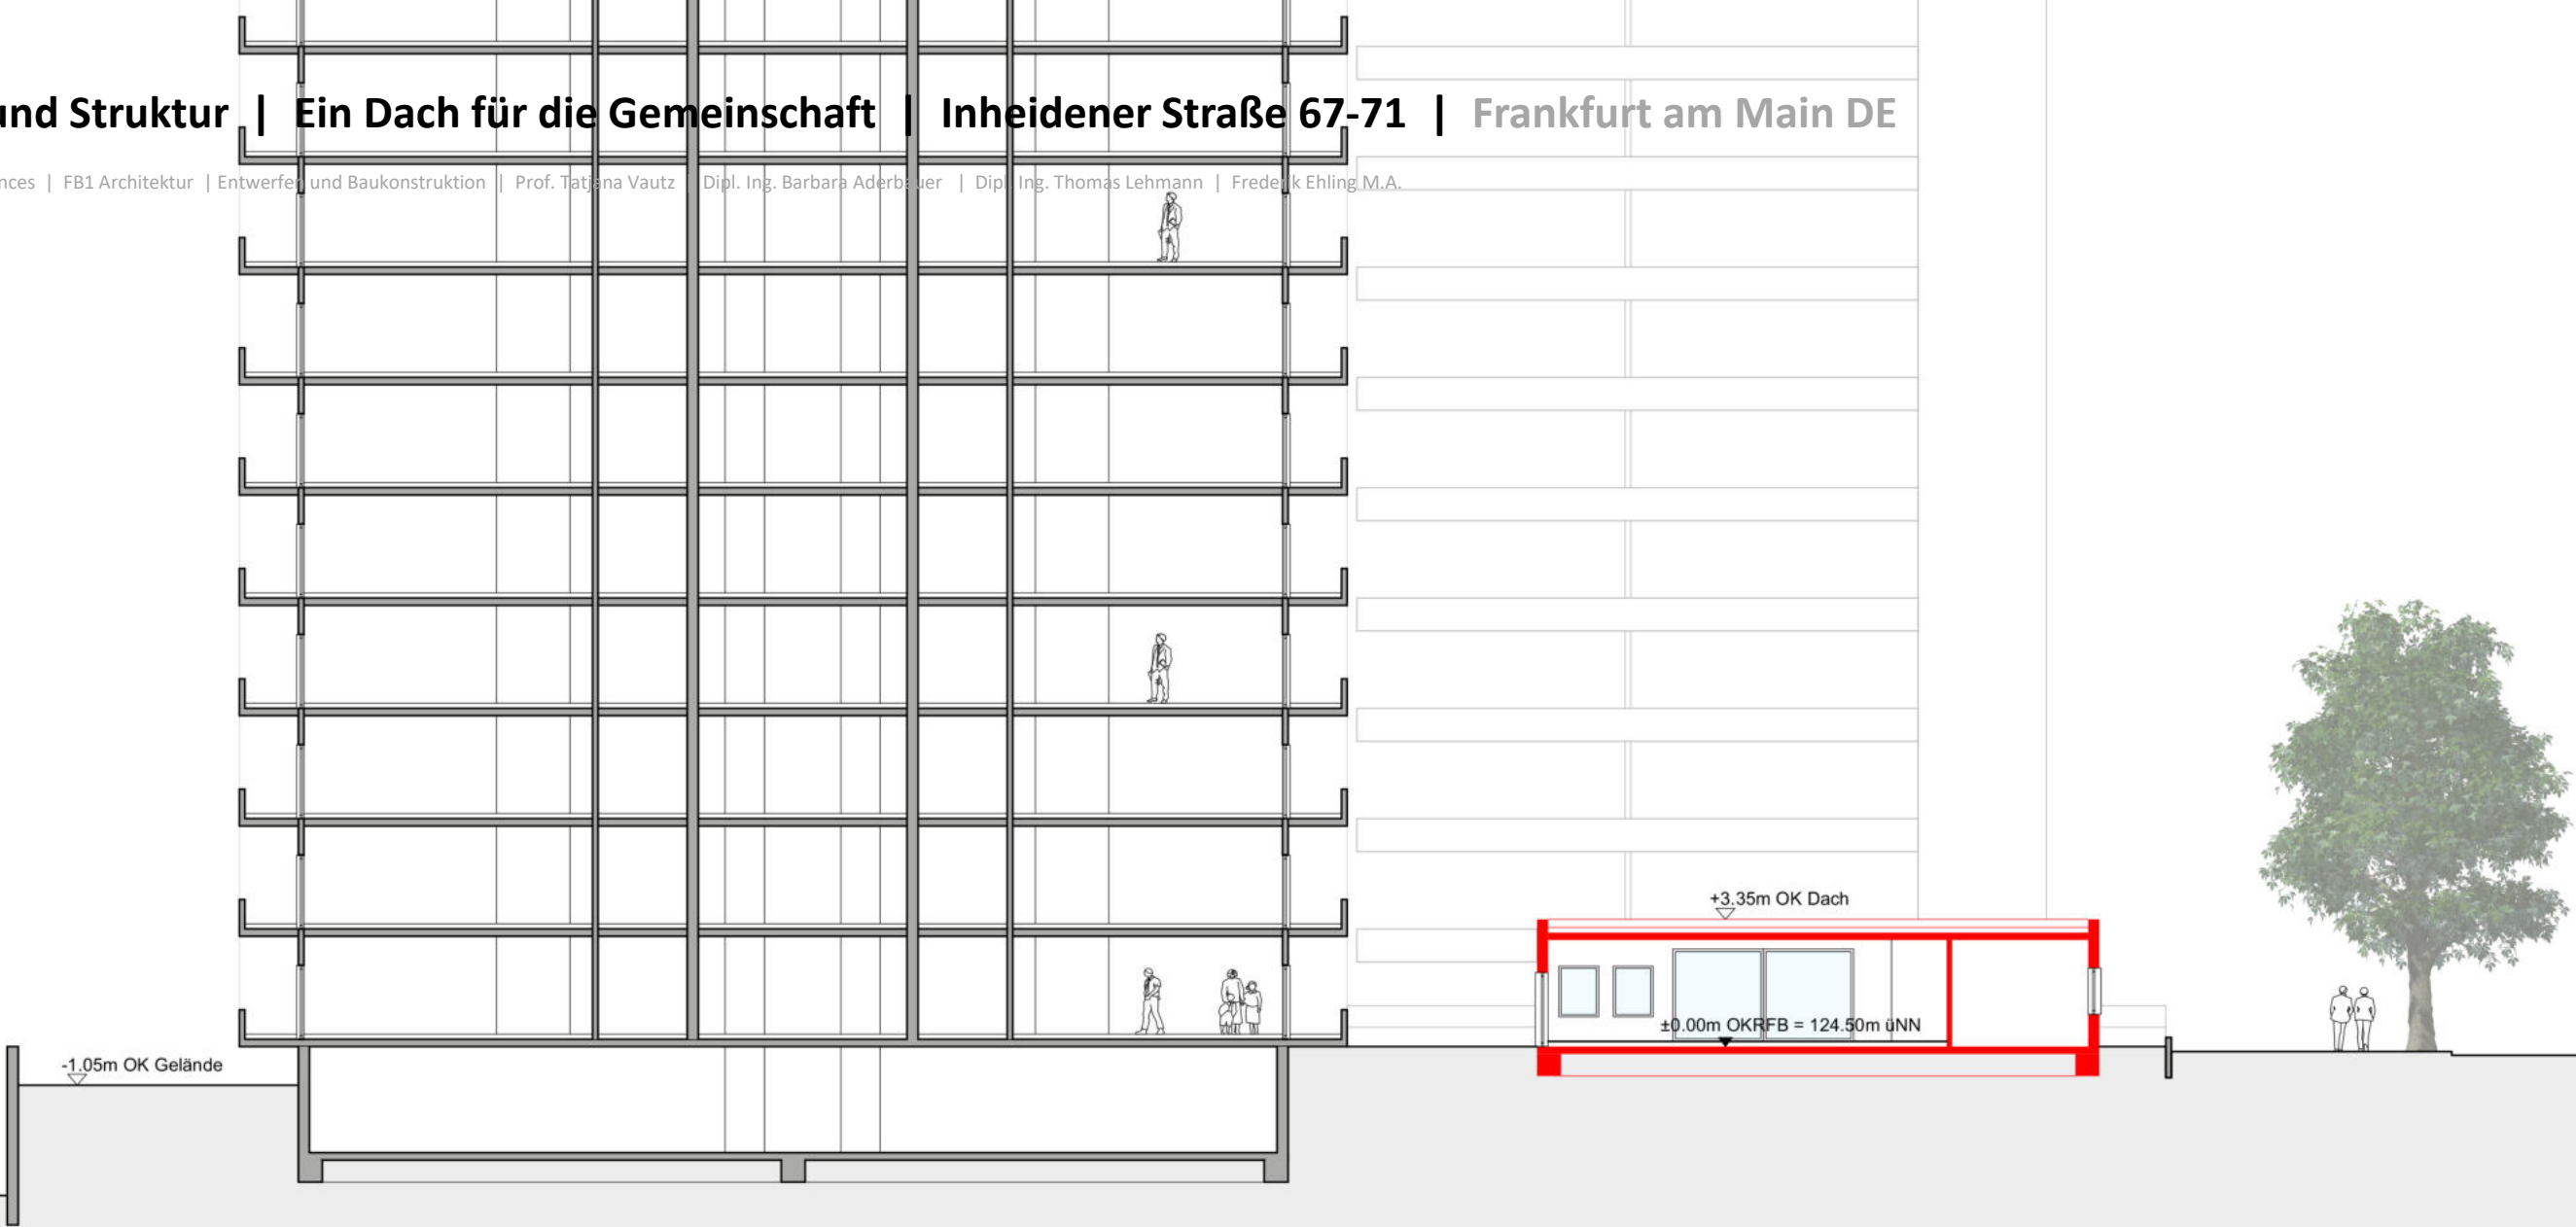 und Struktur | Ein Dach für die Gemeinschaft | Inheidener Straße 67-71 | Frankfurt am Main DE
nces | FB1 Architektur | Entwerfen und Baukonstruktion | Prof. Tatjana Vautz | Dipl. Ing. Barbara Aderbauer | Dipl. Ing. Thomas Lehmann | Frederik Ehling M.A.
+3.35m OK Dach
±0.00m OKRFB = 124.50m üNN
-1.05m OK Gelände